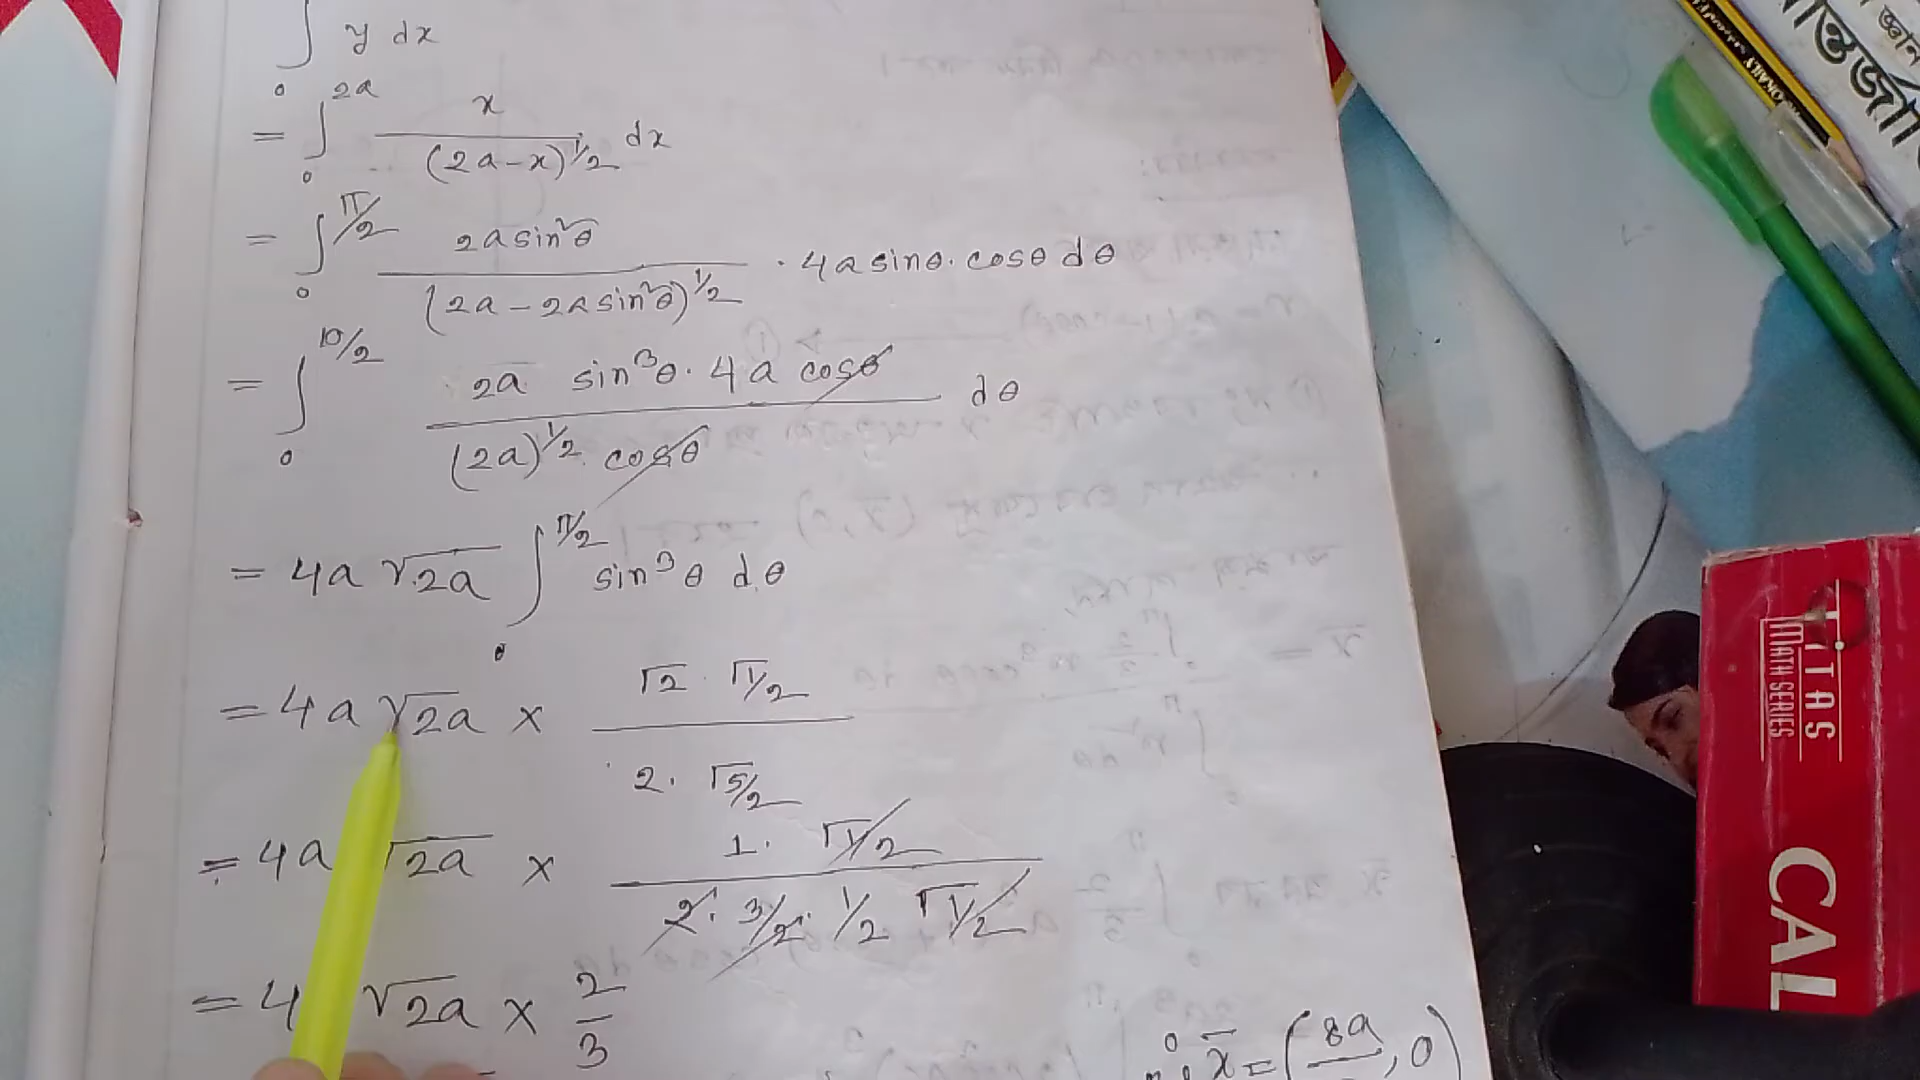 ∫₀ y dx
= ∫₀^{2a} x / (2a-x)^{1/2} dx
= ∫₀^{π/2} 2a sin²θ / (2a - 2a sin²θ)^{1/2} · 4a sinθ · cosθ dθ
= ∫₀^{π/2} 2a sin³θ · 4a cosθ / (2a)^{1/2} cosθ dθ
= 4a √2a ∫₀^{π/2} sin³θ dθ
= 4a √2a × Γ2 · Γ1/2 / 2 · Γ5/2
= 4a √2a × 1 · Γ1/2 / 2 · 3/2 · 1/2 Γ1/2
= 4 √2a × 2/3
x̄ = (8a , 0)
TiTAS
MATH SERIES
CAL